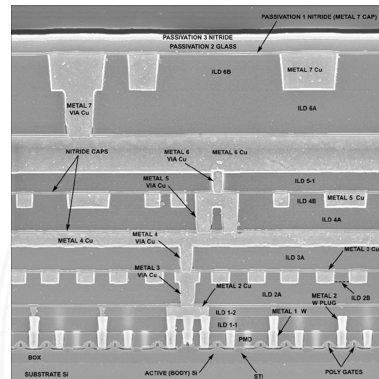 PASSIVATION 1 NITRIDE (METAL 7 CAP)
PASSIVATION 3 NITRIDE
PASSIVATION 2 GLASS
ILD 6B
METAL 7 Cu
METAL 7
VIA Cu
ILD 6A
METAL 6
VIA Cu
METAL 6 Cu
NITRIDE CAPS
METAL 5
VIA Cu
ILD 5-1
ILD 4B
METAL 5 Cu
ILD 4A
METAL 4
VIA Cu
METAL 4 Cu
METAL 3 Cu
ILD 3A
METAL 3
VIA Cu
METAL 2 Cu
ILD 2A
METAL 2
W PLUG
ILD 2B
ILD 1-2
METAL 1 W
ILD 1-1
PMD
BOX
SUBSTRATE Si
ACTIVE (BODY) Si
STI
POLY GATES